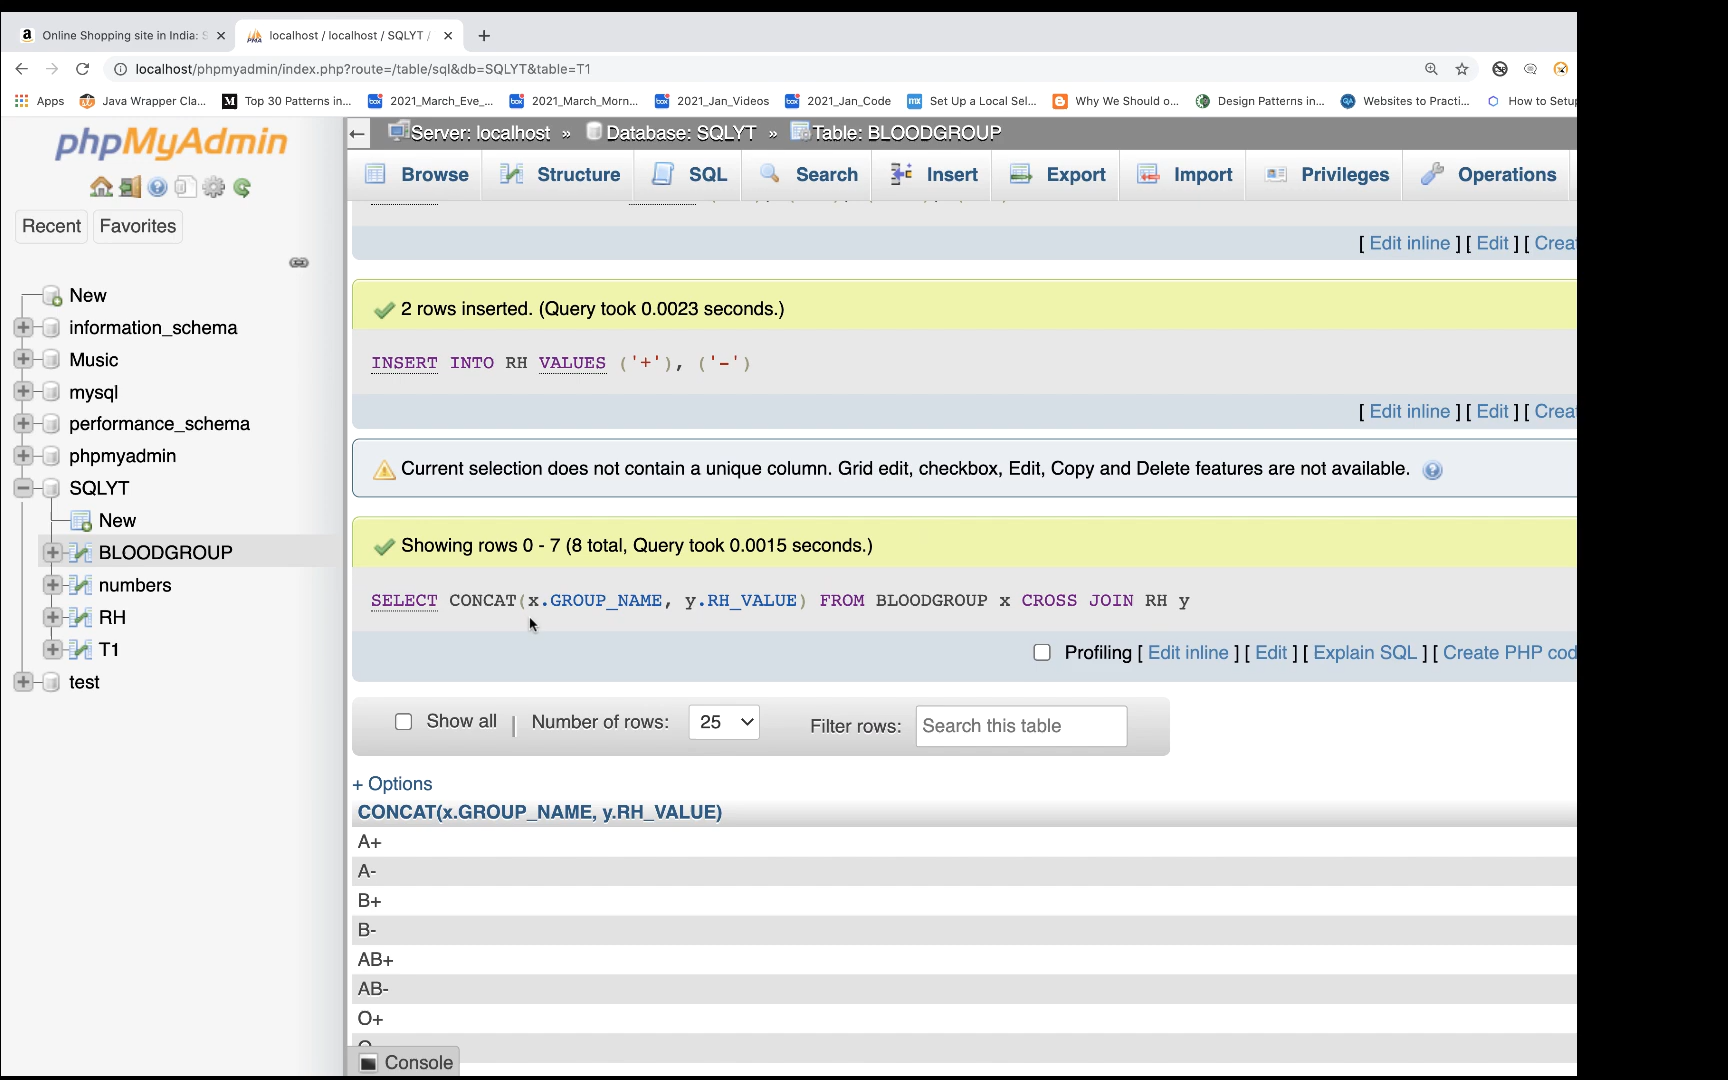 Online Shopping site in India: S
localhost / localhost / SQLYT /
localhost/phpmyadmin/index.php?route=/table/sql&db=SQLYT&table=T1
Apps Java Wrapper Cla... Top 30 Patterns in... 2021_March_Eve_... 2021_March_Morn... 2021_Jan_Videos 2021_Jan_Code Set Up a Local Sel... Why We Should o... Design Patterns in... Websites to Practi... How to Setup
phpMyAdmin
Recent Favorites
New
information_schema
Music
mysql
performance_schema
phpmyadmin
SQLYT
New
BLOODGROUP
numbers
RH
T1
test
Server: localhost » Database: SQLYT » Table: BLOODGROUP
Browse Structure SQL Search Insert Export Import Privileges Operations
[ Edit inline ] [ Edit ] [ Crea
2 rows inserted. (Query took 0.0023 seconds.)
INSERT INTO RH VALUES ('+'), ('-')
[ Edit inline ] [ Edit ] [ Crea
Current selection does not contain a unique column. Grid edit, checkbox, Edit, Copy and Delete features are not available.
Showing rows 0 - 7 (8 total, Query took 0.0015 seconds.)
SELECT CONCAT(x.GROUP_NAME, y.RH_VALUE) FROM BLOODGROUP x CROSS JOIN RH y
Profiling [ Edit inline ] [ Edit ] [ Explain SQL ] [ Create PHP cod
Show all | Number of rows: 25 Filter rows: Search this table
+ Options
CONCAT(x.GROUP_NAME, y.RH_VALUE)
A+
A-
B+
B-
AB+
AB-
O+
Console